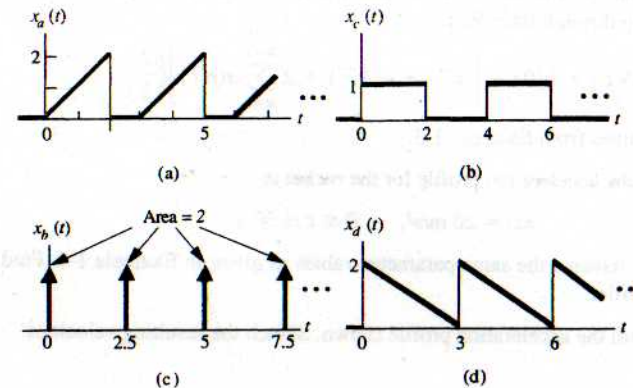 x_a (t)
2
0
5
t
...
(a)
x_c (t)
1
0
2
4
6
t
...
(b)
x_b (t)
Area = 2
0
2.5
5
7.5
t
...
(c)
x_d (t)
2
0
3
6
t
...
(d)